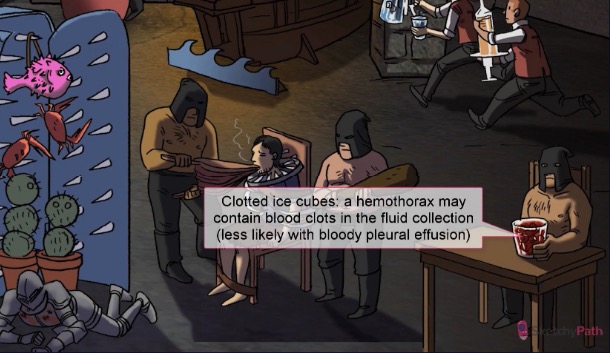 Clotted ice cubes: a hemothorax may
contain blood clots in the fluid collection
(less likely with bloody pleural effusion)
SketchyPath